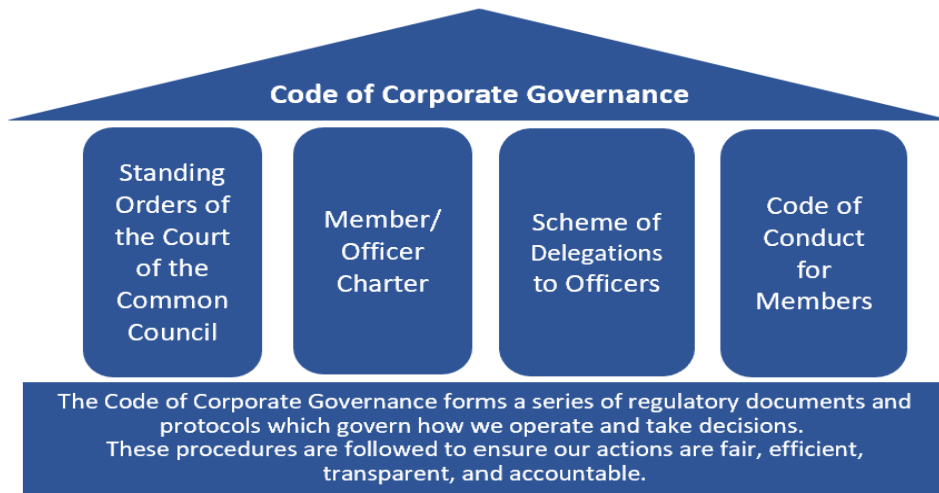 Code of Corporate Governance
Standing
Orders of
the Court
of the
Common
Council
Member/
Officer
Charter
Scheme of
Delegations
to Officers
Code of
Conduct
for
Members
The Code of Corporate Governance forms a series of regulatory documents and
protocols which govern how we operate and take decisions.
These procedures are followed to ensure our actions are fair, efficient,
transparent, and accountable.